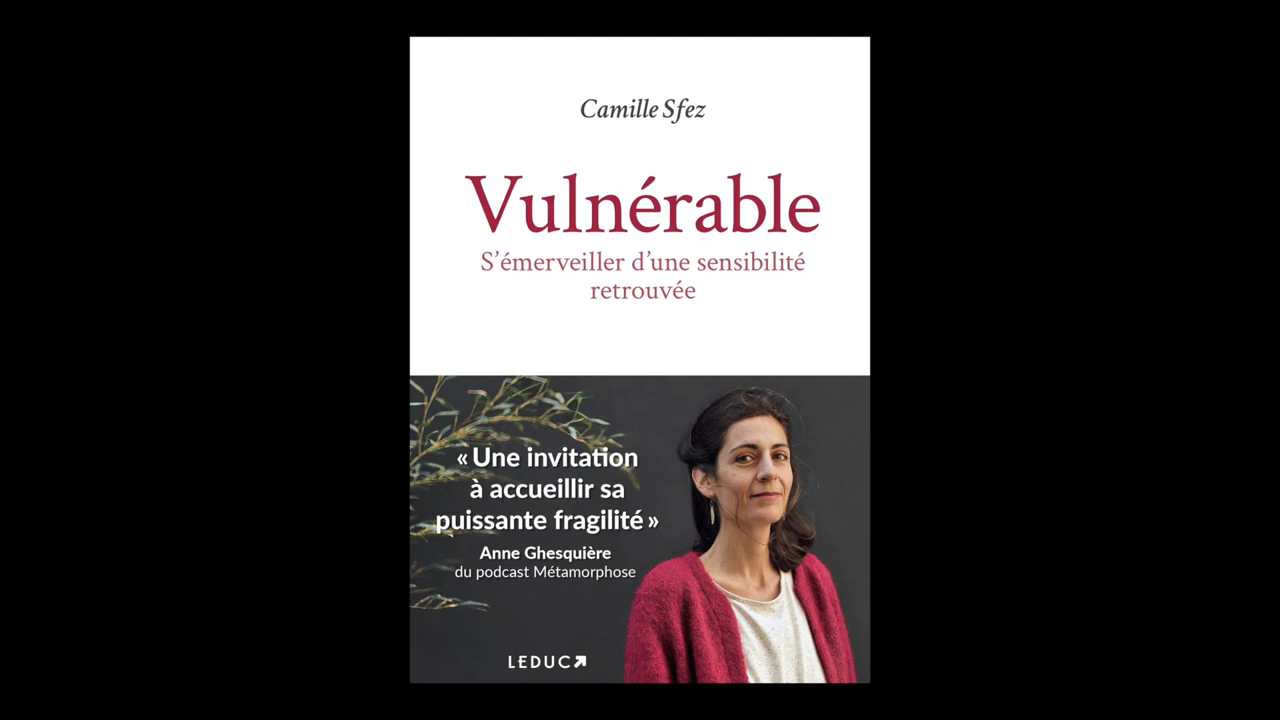 Camille Sfez
Vulnérable
S’émerveiller d’une sensibilité
retrouvée
« Une invitation
à accueillir sa
puissante fragilité »
Anne Ghesquière
du podcast Métamorphose
LEDUC